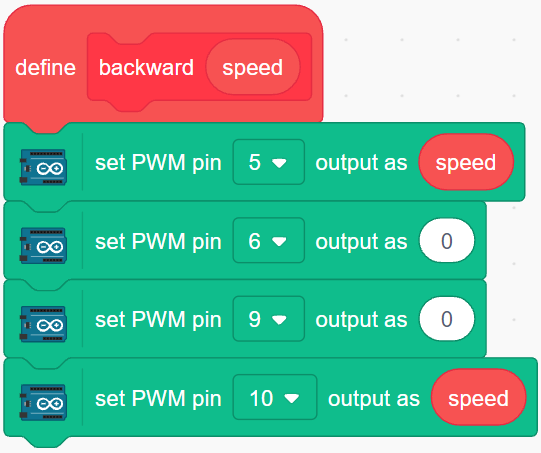 define backward speed
set PWM pin 5 output as speed
set PWM pin 6 output as 0
set PWM pin 9 output as 0
set PWM pin 10 output as speed